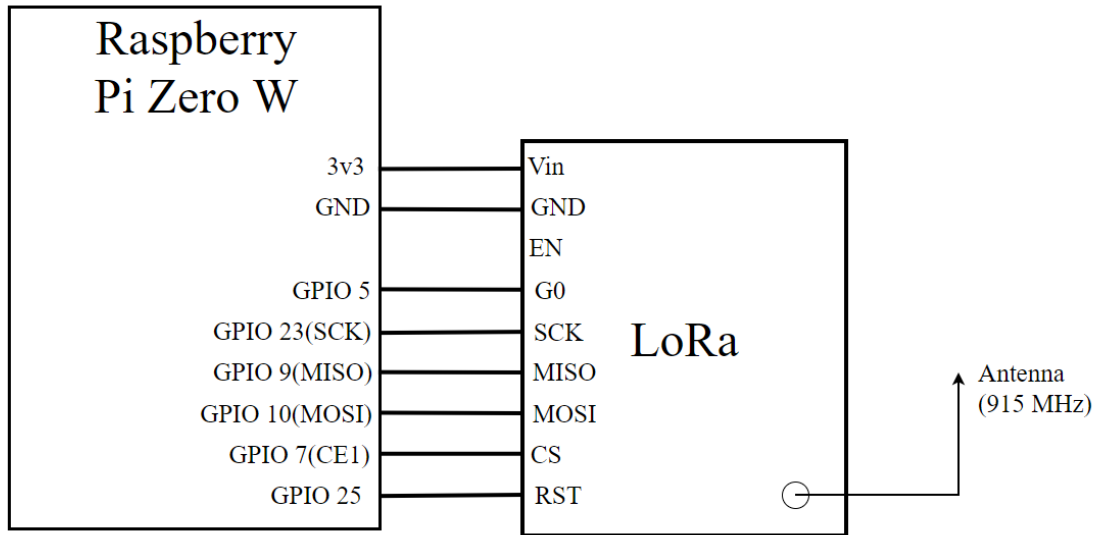 Raspberry
Pi Zero W
3v3
Vin
GND
GND
EN
GPIO 5
G0
GPIO 23(SCK)
SCK
GPIO 9(MISO)
MISO
GPIO 10(MOSI)
MOSI
GPIO 7(CE1)
CS
GPIO 25
RST
LoRa
Antenna
(915 MHz)